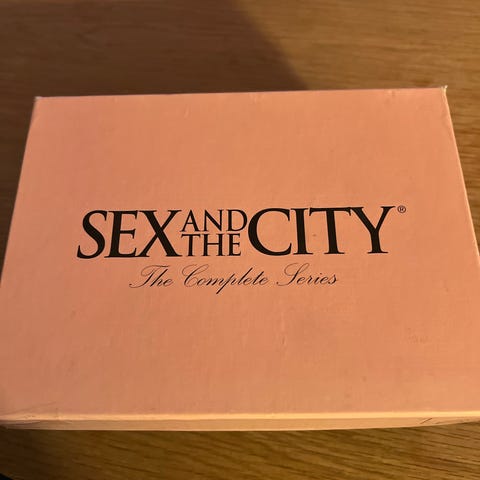 SEX AND THE CITY®
The Complete Series